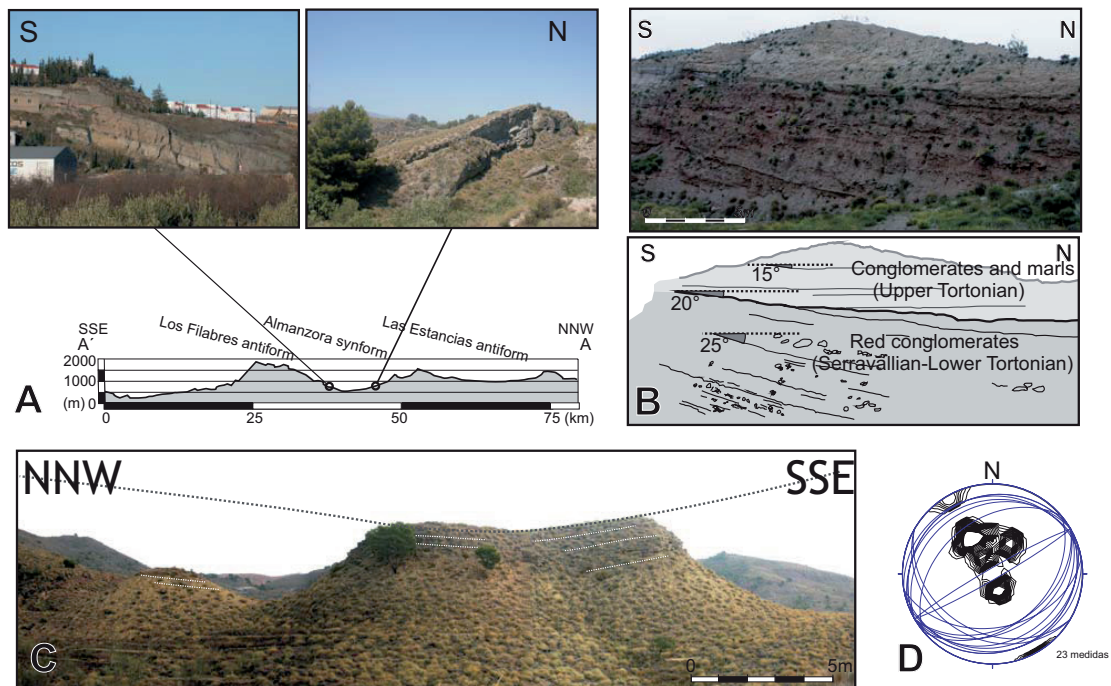 S
N
S
N
S
N
15°
Conglomerates and marls
(Upper Tortonian)
20°
25°
Red conglomerates
(Serravallian-Lower Tortonian)
B
SSE
A´
Los Filabres antiform
Almanzora synform
Las Estancias antiform
NNW
A
2000
1000
(m) 0
25
50
75 (km)
A
NNW
SSE
C
0
5m
N
D
23 medidas